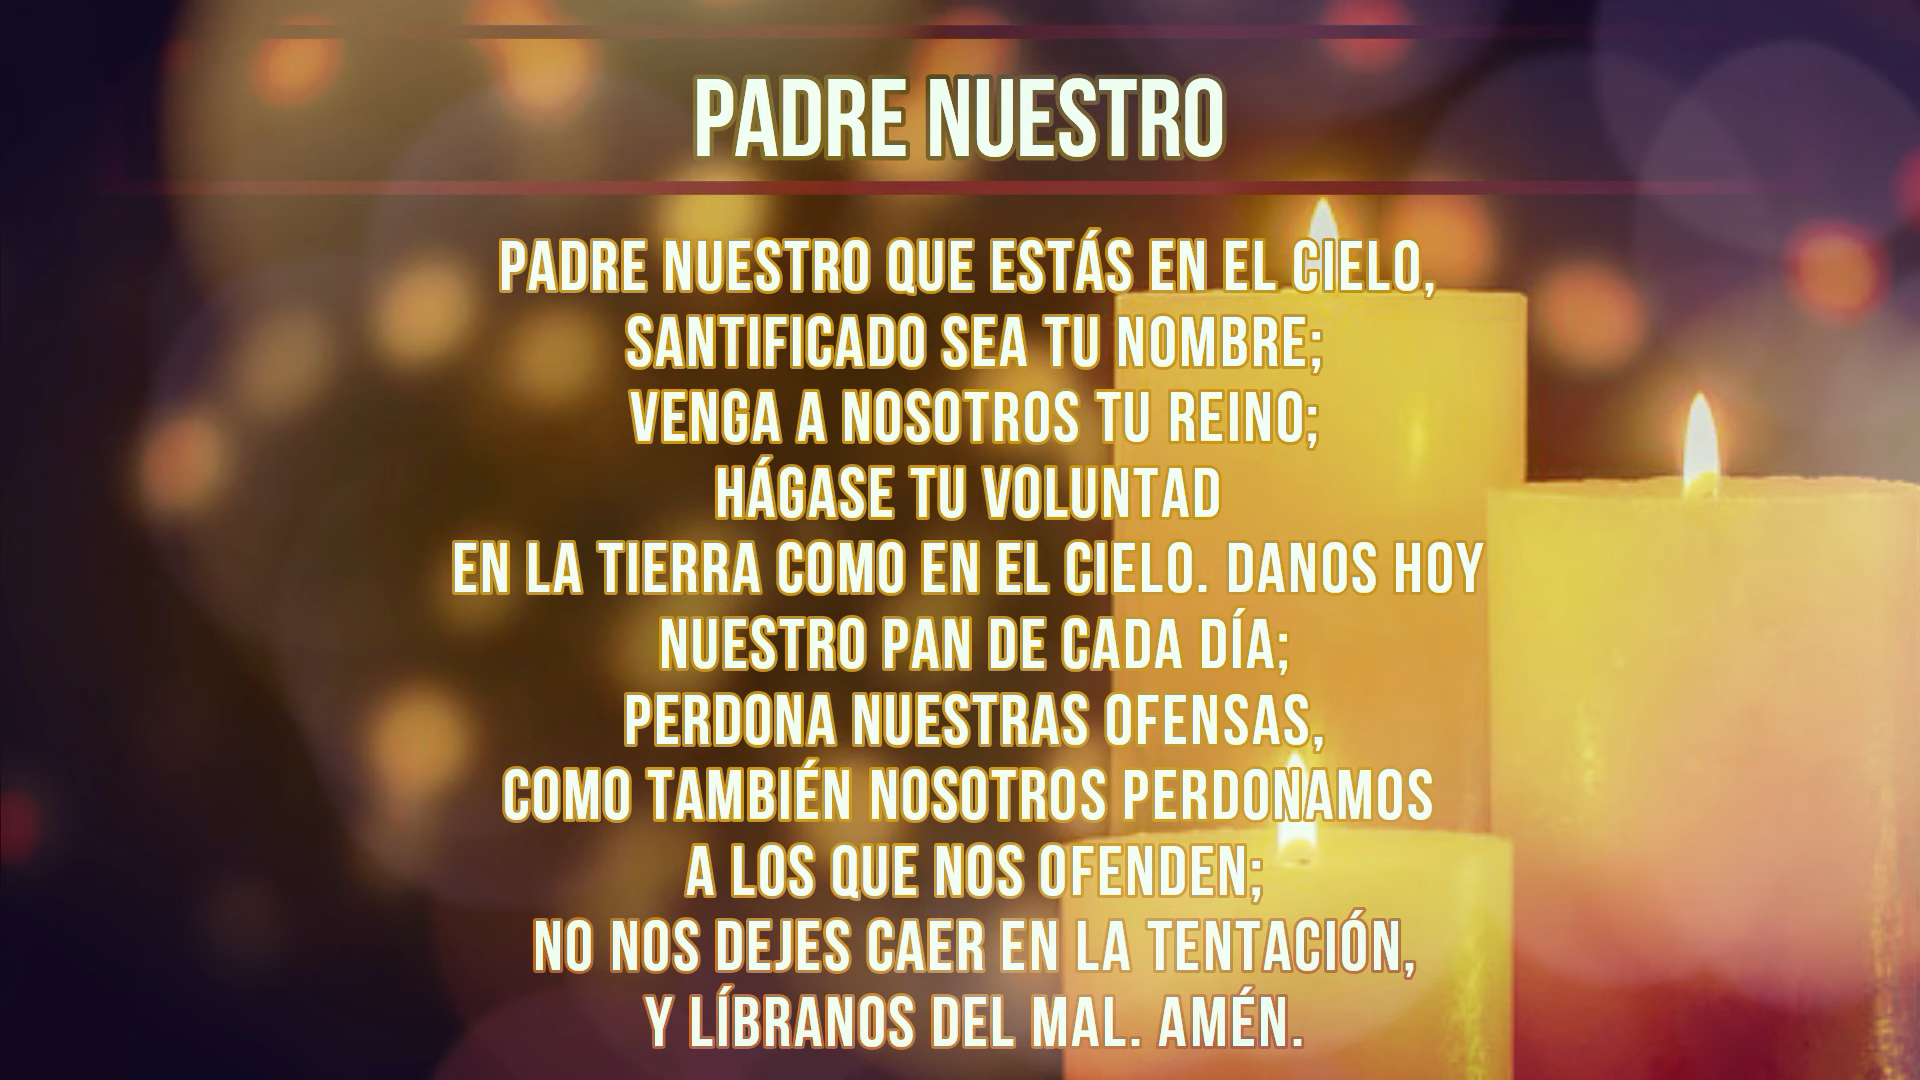 PADRE NUESTRO
PADRE NUESTRO QUE ESTÁS EN EL CIELO,
SANTIFICADO SEA TU NOMBRE;
VENGA A NOSOTROS TU REINO;
HÁGASE TU VOLUNTAD
EN LA TIERRA COMO EN EL CIELO. DANOS HOY
NUESTRO PAN DE CADA DÍA;
PERDONA NUESTRAS OFENSAS,
COMO TAMBIÉN NOSOTROS PERDONAMOS
A LOS QUE NOS OFENDEN;
NO NOS DEJES CAER EN LA TENTACIÓN,
Y LÍBRANOS DEL MAL. AMÉN.